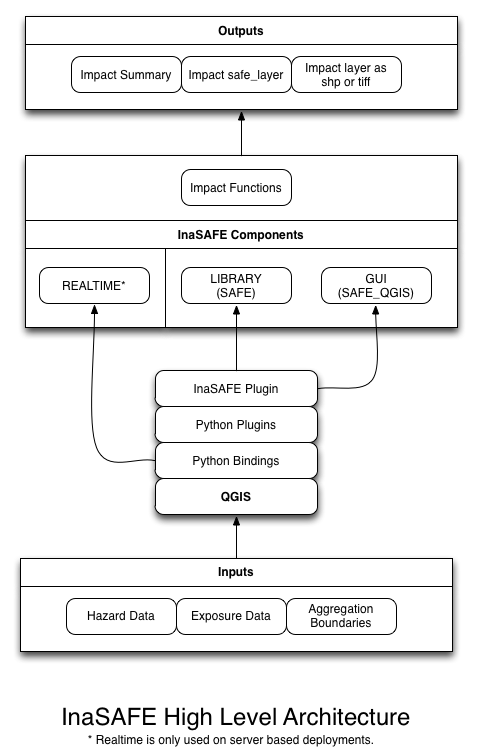 Outputs
Impact Summary
Impact safe_layer
Impact layer as
shp or tiff
Impact Functions
InaSAFE Components
REALTIME*
LIBRARY
(SAFE)
GUI
(SAFE_QGIS)
InaSAFE Plugin
Python Plugins
Python Bindings
QGIS
Inputs
Hazard Data
Exposure Data
Aggregation
Boundaries
InaSAFE High Level Architecture
* Realtime is only used on server based deployments.